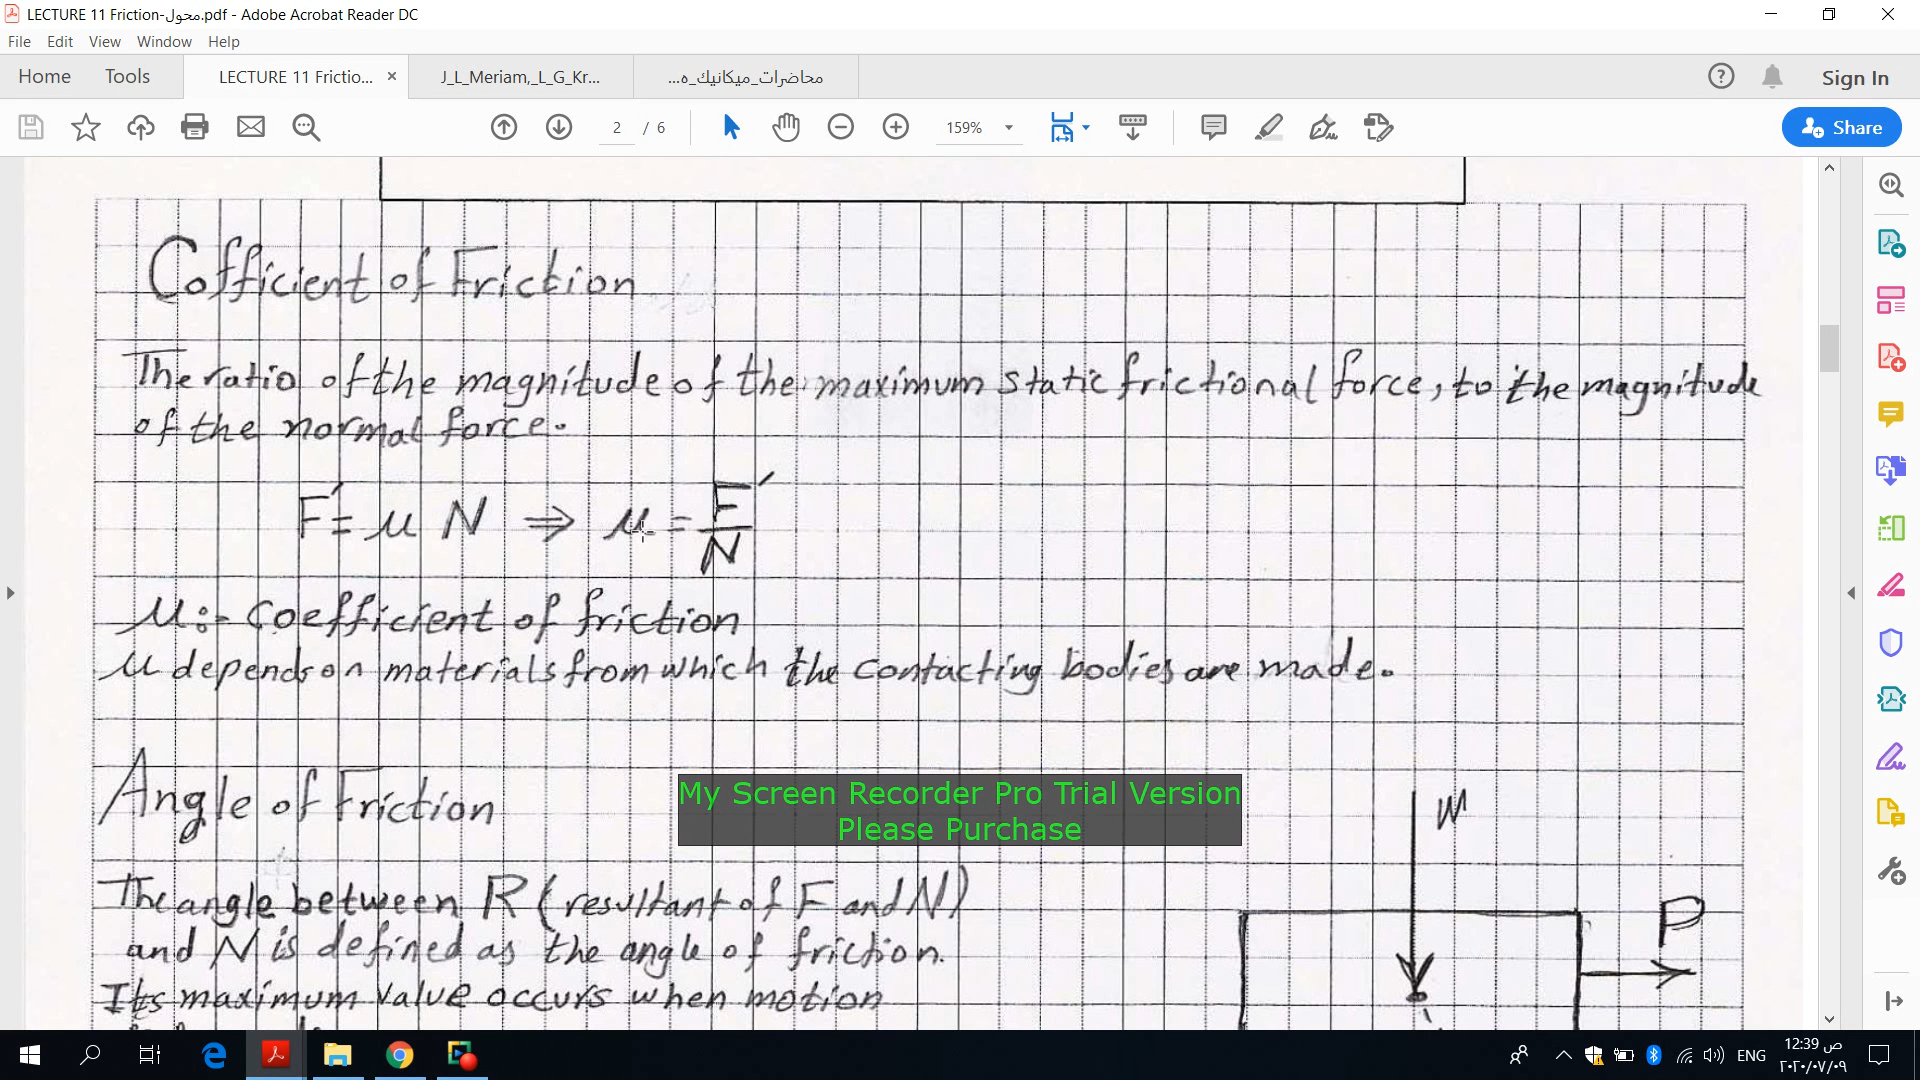 LECTURE 11 Friction-محول.pdf - Adobe Acrobat Reader DC
File Edit View Window Help
Home Tools LECTURE 11 Frictio... × J_L_Meriam,_L_G_Kr... محاضرات_ميكانيك_ه...
Sign In
2 / 6 159% Share
Cofficient of Friction
The ratio of the magnitude of the maximum static frictional force, to the magnitude
of the normal force.
F' = μ N ⇒ μ = F'/N
μ:- Coefficient of friction
μ depends on materials from which the contacting bodies are made.
Angle of Friction
My Screen Recorder Pro Trial Version
Please Purchase
W
The angle between R (resultant of F and N)
P
and N is defined as the angle of friction.
Its maximum value occurs when motion
ENG
12:39 ص
٢٠٢٠/٠٧/٠٩